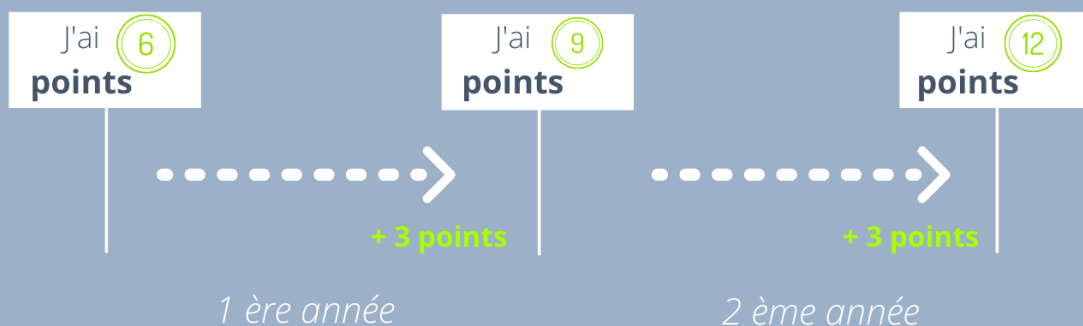 J'ai 6
points
J'ai 9
points
J'ai 12
points
+ 3 points
+ 3 points
1 ère année
2 ème année